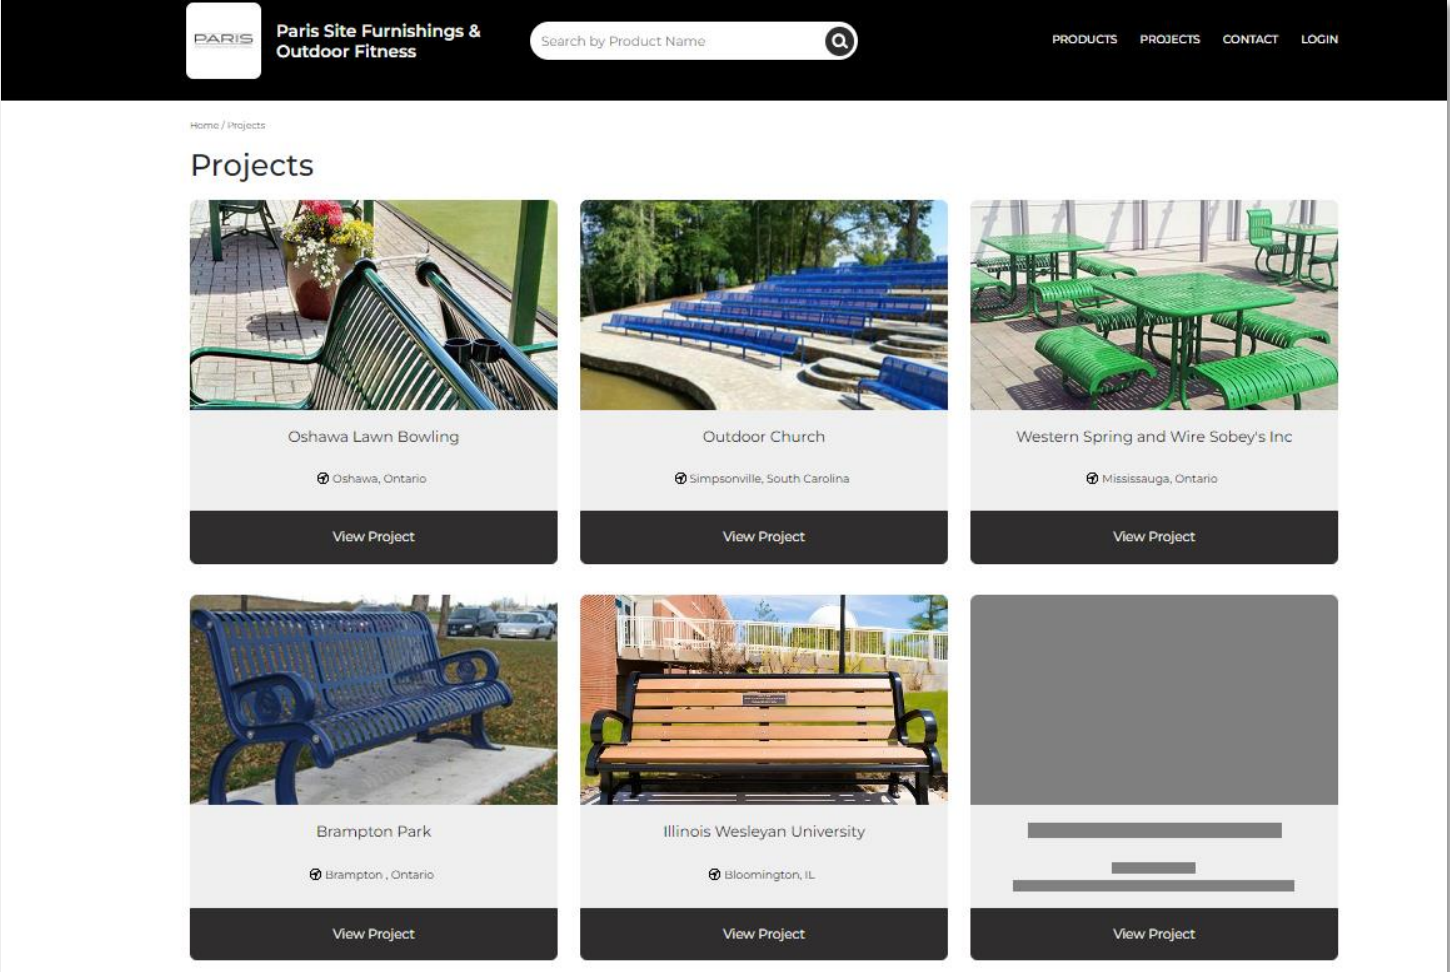 PARIS
Paris Site Furnishings &
Outdoor Fitness
Search by Product Name
PRODUCTS PROJECTS CONTACT LOGIN
Home / Projects
Projects
Oshawa Lawn Bowling
Oshawa, Ontario
View Project
Outdoor Church
Simpsonville, South Carolina
View Project
Western Spring and Wire Sobey's Inc
Mississauga, Ontario
View Project
Brampton Park
Brampton , Ontario
View Project
Illinois Wesleyan University
Bloomington, IL
View Project
View Project